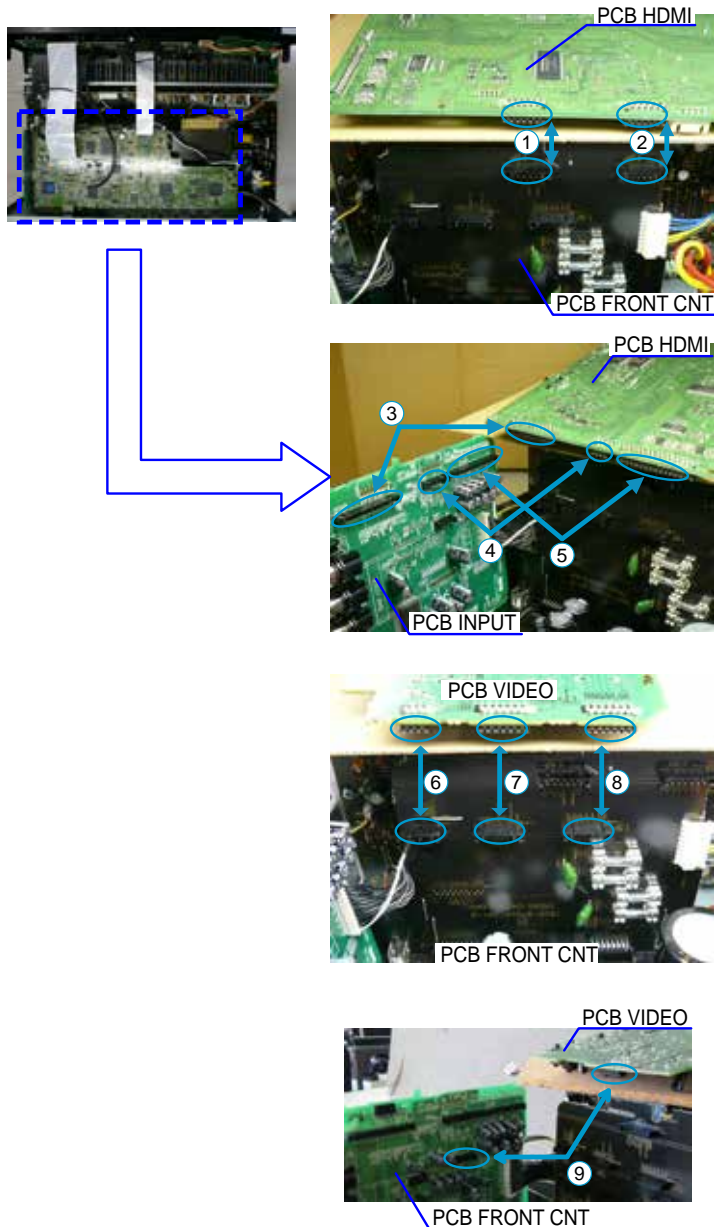 PCB HDMI
1
2
PCB FRONT CNT
PCB HDMI
3
4
5
PCB INPUT
PCB VIDEO
6
7
8
PCB FRONT CNT
PCB VIDEO
9
PCB FRONT CNT